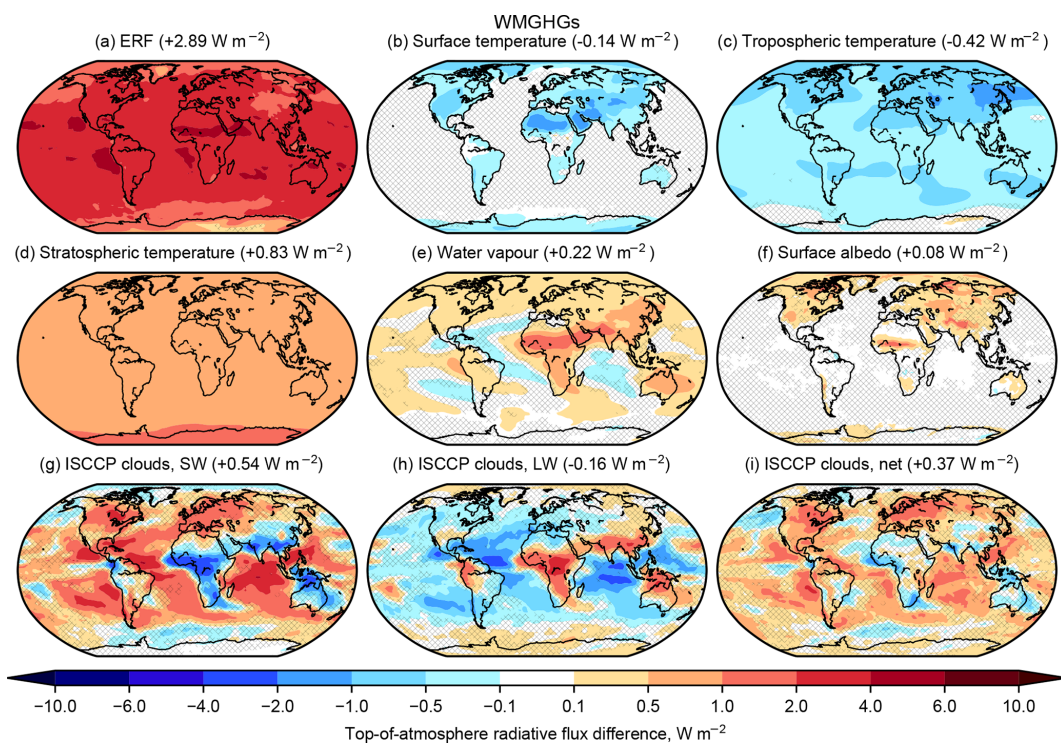 WMGHGs
(a) ERF (+2.89 W m⁻²)
(b) Surface temperature (-0.14 W m⁻²)
(c) Tropospheric temperature (-0.42 W m⁻²)
(d) Stratospheric temperature (+0.83 W m⁻²)
(e) Water vapour (+0.22 W m⁻²)
(f) Surface albedo (+0.08 W m⁻²)
(g) ISCCP clouds, SW (+0.54 W m⁻²)
(h) ISCCP clouds, LW (-0.16 W m⁻²)
(i) ISCCP clouds, net (+0.37 W m⁻²)
−10.0 −6.0 −4.0 −2.0 −1.0 −0.5 −0.1 0.1 0.5 1.0 2.0 4.0 6.0 10.0
Top-of-atmosphere radiative flux difference, W m⁻²